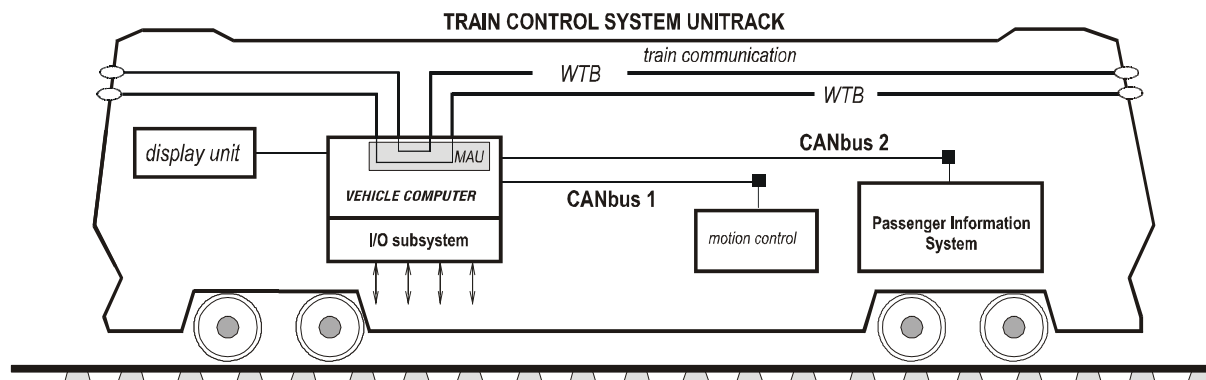 TRAIN CONTROL SYSTEM UNITRACK
train communication
WTB
WTB
display unit
MAU
CANbus 2
VEHICLE COMPUTER
CANbus 1
I/O subsystem
motion control
Passenger Information
System